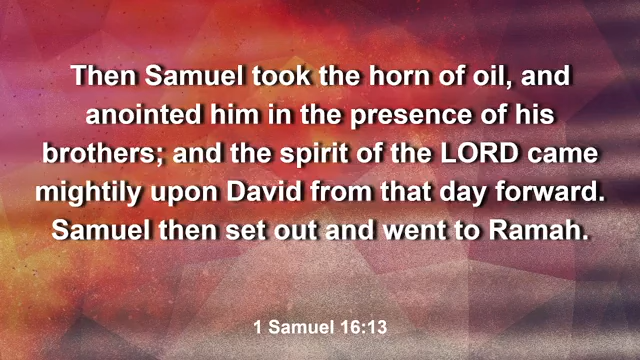 Then Samuel took the horn of oil, and
anointed him in the presence of his
brothers; and the spirit of the LORD came
mightily upon David from that day forward.
Samuel then set out and went to Ramah.
1 Samuel 16:13